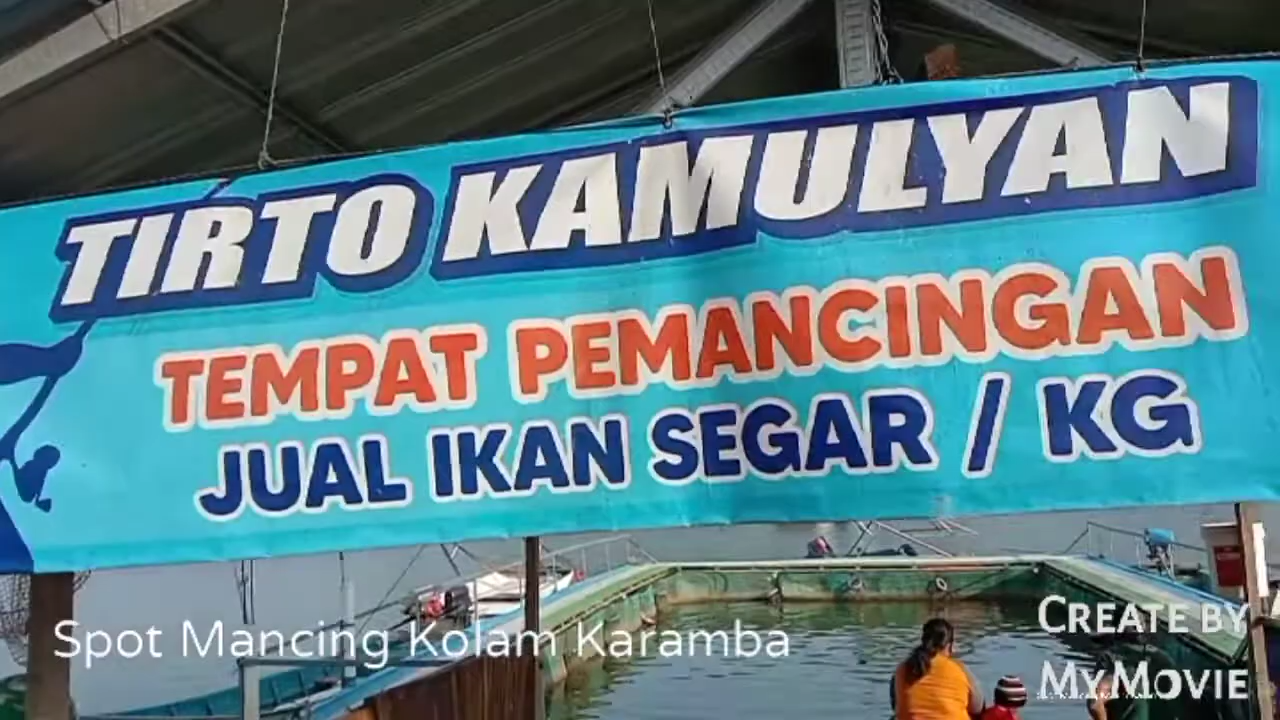 TIRTO KAMULYAN
TEMPAT PEMANCINGAN
JUAL IKAN SEGAR / KG
Spot Mancing Kolam Karamba
CREATE BY
MYMOVIE